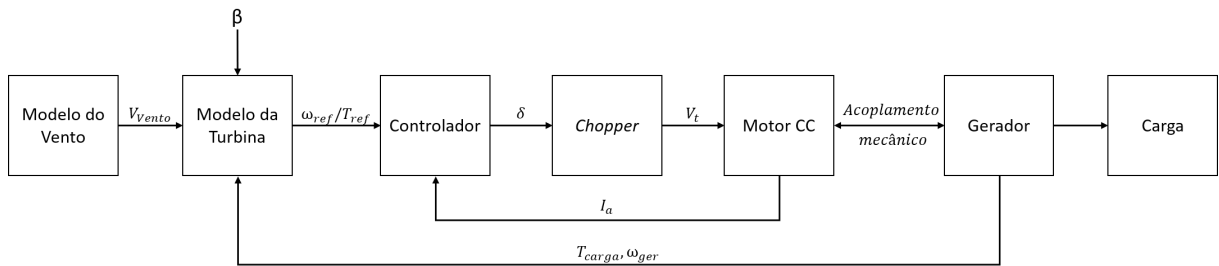 β
Modelo do
Vento
V_Vento
Modelo da
Turbina
ω_ref/T_ref
Controlador
δ
Chopper
V_t
Motor CC
Acoplamento
mecânico
Gerador
Carga
I_a
T_carga, ω_ger